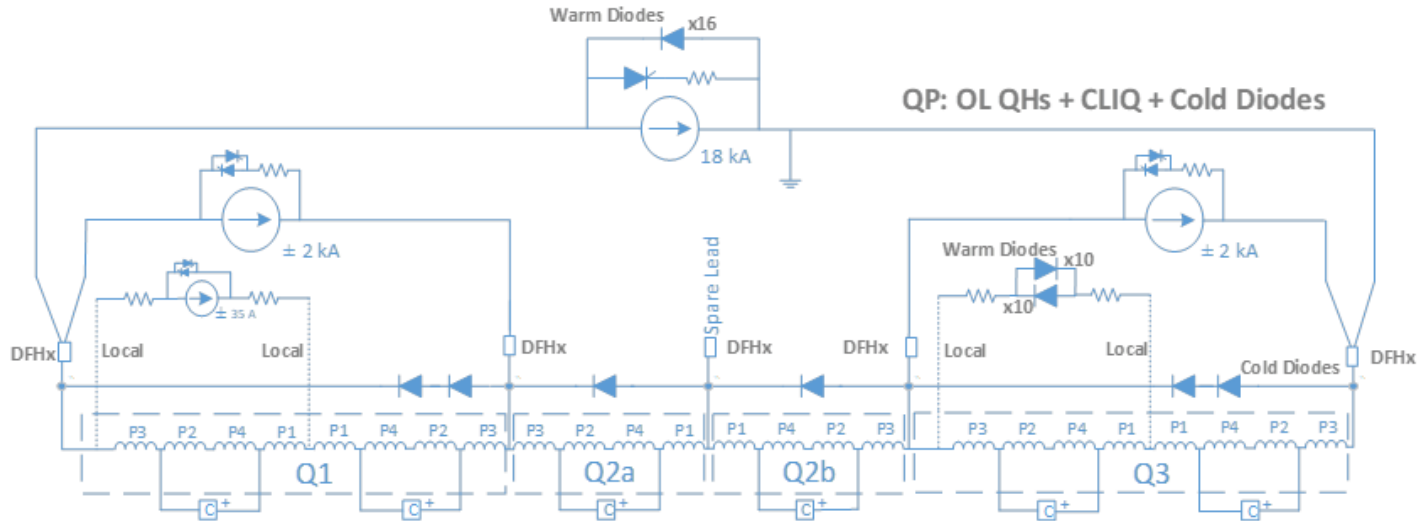 Warm Diodes
x16
QP: OL QHs + CLIQ + Cold Diodes
18 kA
± 2 kA
± 2 kA
Warm Diodes
x10
x10
± 35 A
Spare Lead
DFHx
Local
Local
DFHx
DFHx
DFHx
Local
Local
Cold Diodes
DFHx
P3 P2 P4 P1 P1 P4 P2 P3 P3 P2 P4 P1 P1 P4 P2 P3 P3 P2 P4 P1 P1 P4 P2 P3
Q1 Q2a Q2b Q3
C + C + C + C + C + C +